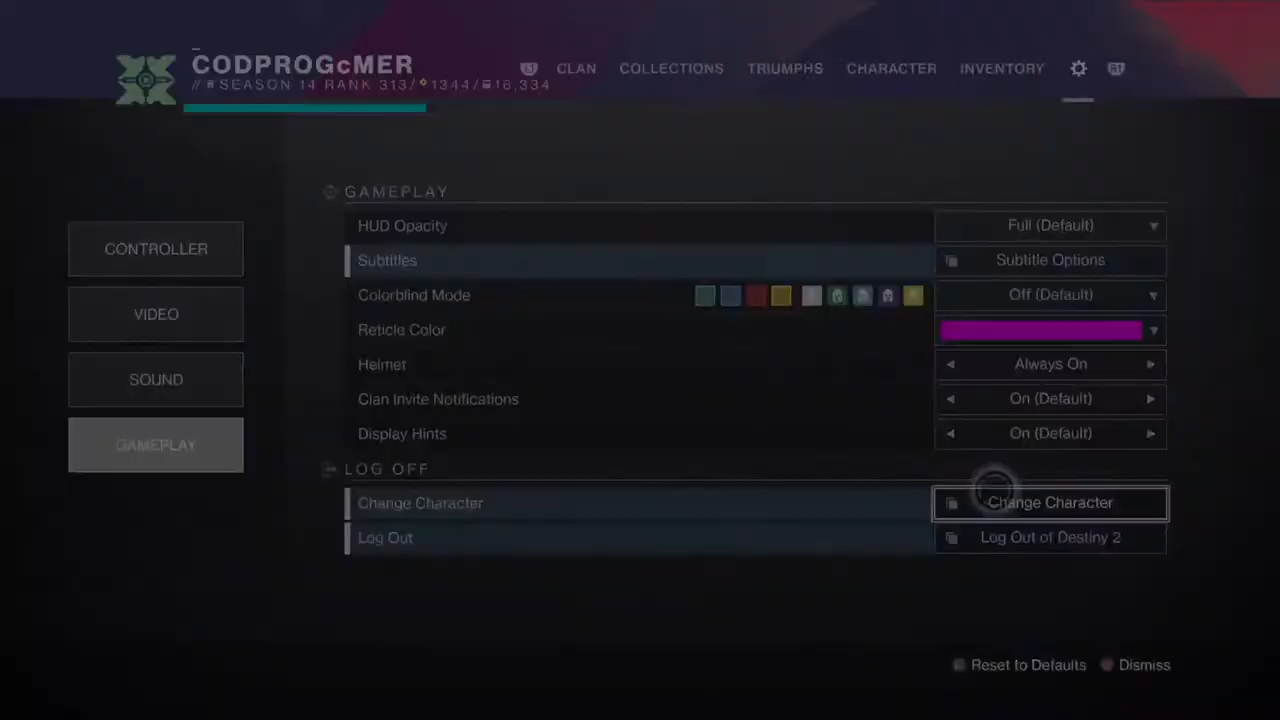 CODPROGcMER
// SEASON 14 RANK 313/ 1344/ 16,334
L1 CLAN COLLECTIONS TRIUMPHS CHARACTER INVENTORY R1
CONTROLLER
VIDEO
SOUND
GAMEPLAY
GAMEPLAY
HUD Opacity Full (Default)
Subtitles Subtitle Options
Colorblind Mode Off (Default)
Reticle Color
Helmet Always On
Clan Invite Notifications On (Default)
Display Hints On (Default)
LOG OFF
Change Character Change Character
Log Out Log Out of Destiny 2
Reset to Defaults Dismiss